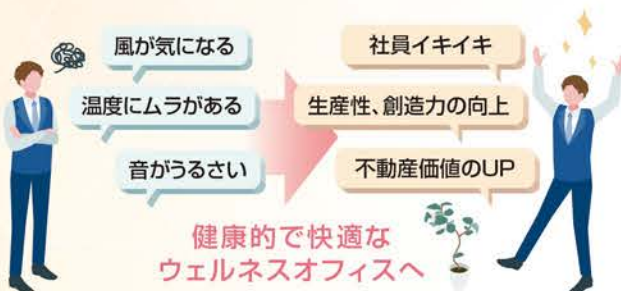 風が気になる
温度にムラがある
音がうるさい
社員イキイキ
生産性、創造力の向上
不動産価値のUP
健康的で快適な
ウェルネスオフィスへ